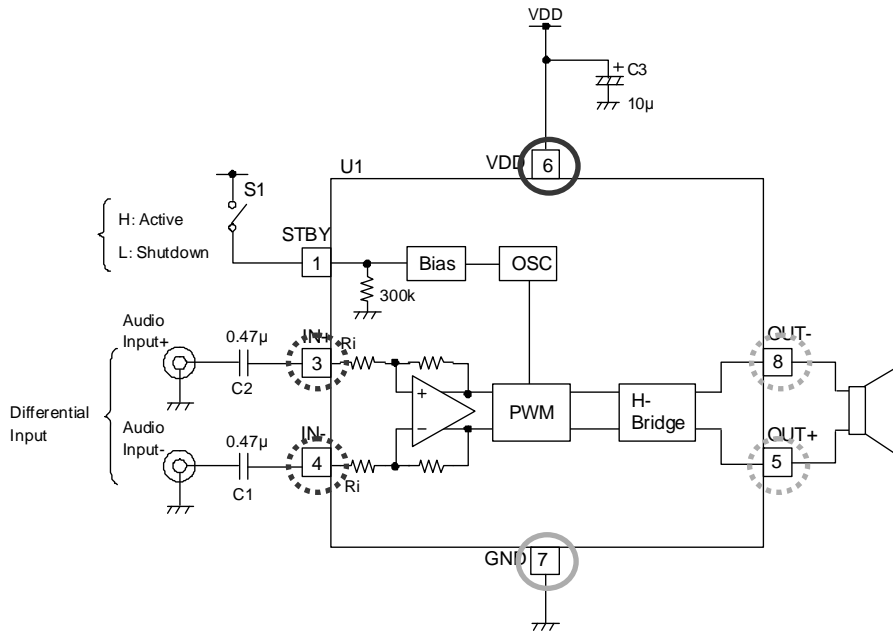 VDD
+ C3
10µ
VDD 6
U1
S1
H: Active
L: Shutdown
STBY
1
Bias
OSC
300k
Audio
Input+
0.47µ
C2
IN+
3
Ri
OUT-
8
+
−
PWM
H-
Bridge
Differential
Input
Audio
Input-
0.47µ
C1
IN-
4
Ri
OUT+
5
GND 7